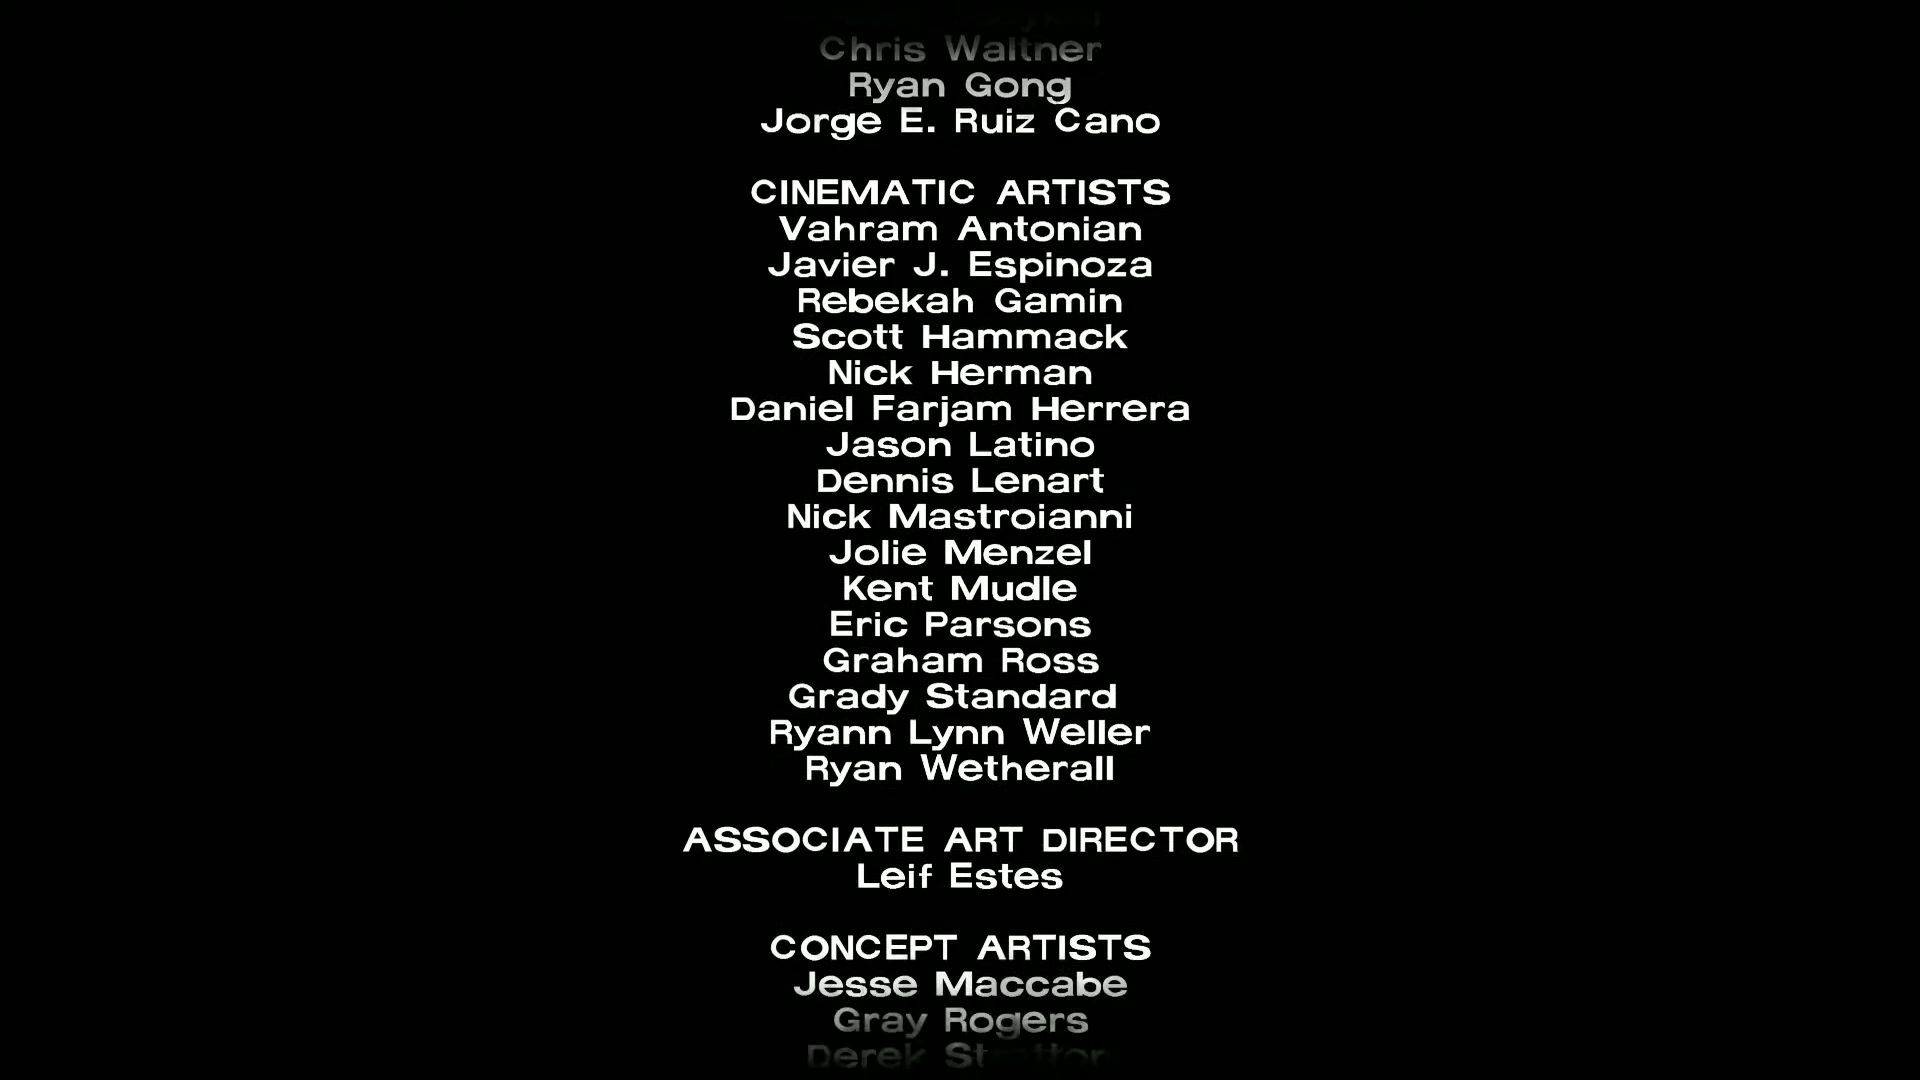 Chris Waltner
Ryan Gong
Jorge E. Ruiz Cano
CINEMATIC ARTISTS
Vahram Antonian
Javier J. Espinoza
Rebekah Gamin
Scott Hammack
Nick Herman
Daniel Farjam Herrera
Jason Latino
Dennis Lenart
Nick Mastroianni
Jolie Menzel
Kent Mudle
Eric Parsons
Graham Ross
Grady Standard
Ryann Lynn Weller
Ryan Wetherall
ASSOCIATE ART DIRECTOR
Leif Estes
CONCEPT ARTISTS
Jesse Maccabe
Gray Rogers
Derek